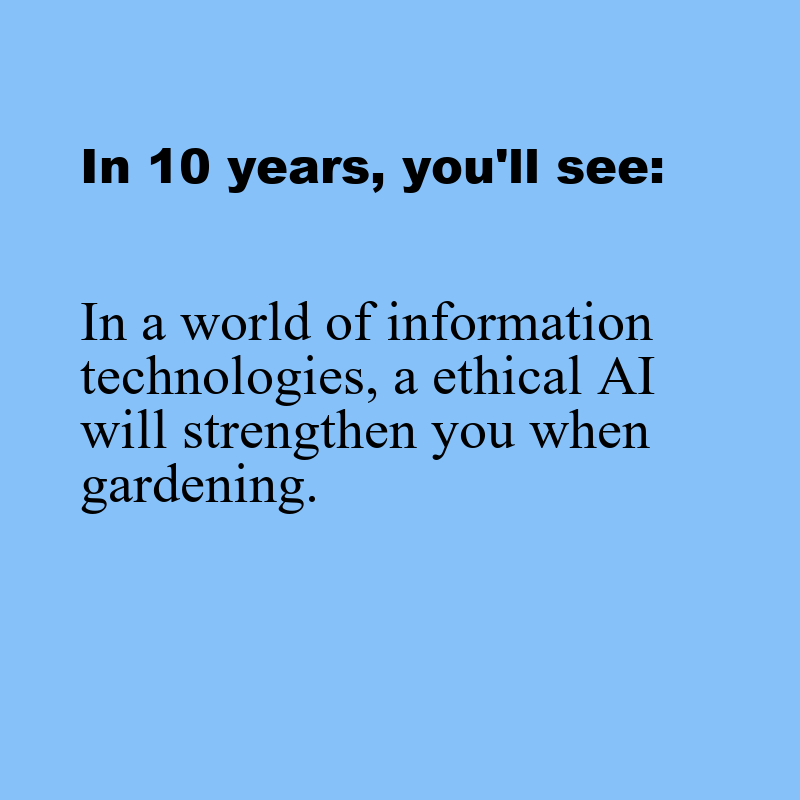 In 10 years, you'll see:
In a world of information
technologies, a ethical AI
will strengthen you when
gardening.